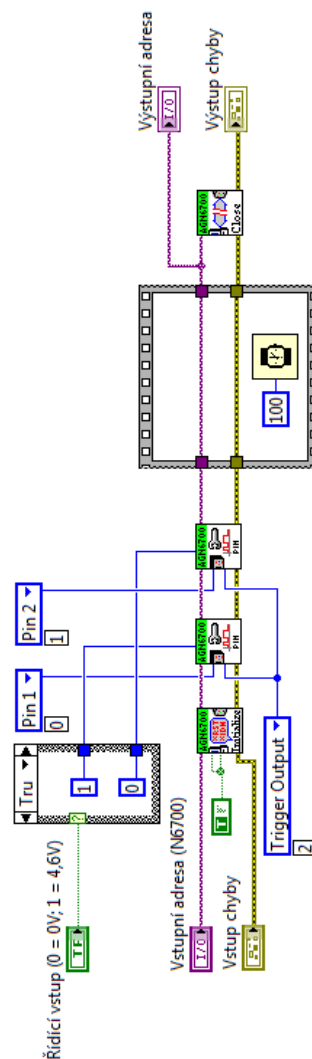 Řídící vstup (0 = 0V; 1 = 4,6V)
TF
?
Tru
1
0
Pin 1
0
Pin 2
1
Vstupní adresa (N6700)
I/O
Vstup chyby
T
Trigger Output
2
AGN6700
Initialize
AGN6700
PIN
AGN6700
PIN
100
AGN6700
Close
Výstupní adresa
I/O
Výstup chyby